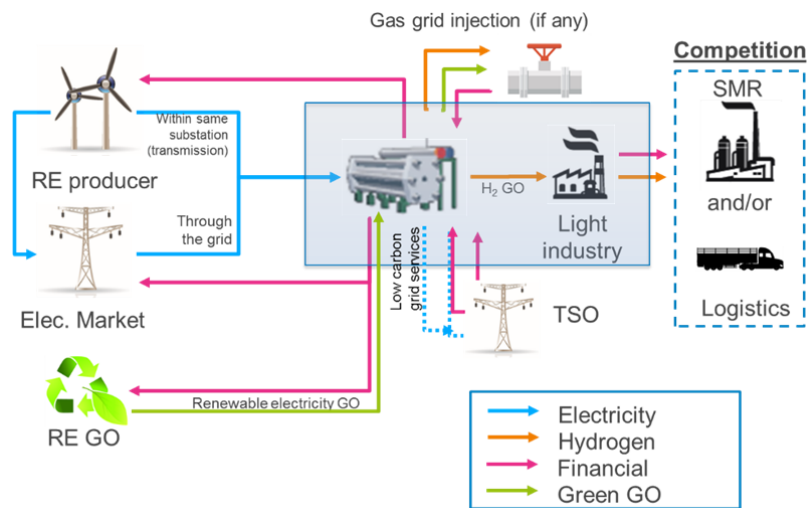 Gas grid injection (if any)
Competition
SMR
Within same
substation
(transmission)
RE producer
H₂ GO
and/or
Through
the grid
Light
industry
Low carbon
grid services
Elec. Market
TSO
Logistics
Renewable electricity GO
RE GO
Electricity
Hydrogen
Financial
Green GO